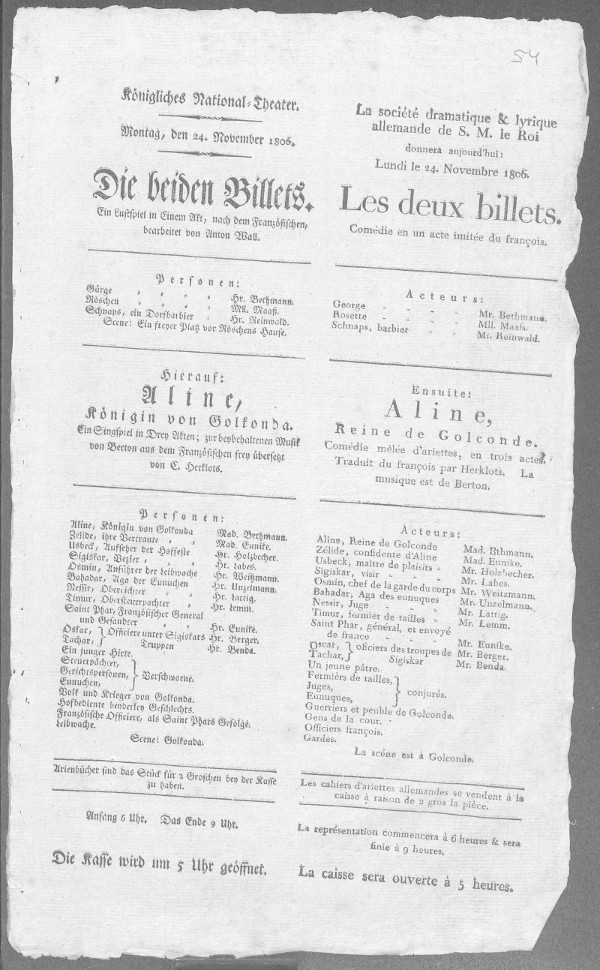 54
Königliches National-Theater.
Montag, den 24. November 1806.
Die beiden Billets.
Ein Lustspiel in Einem Akt, nach dem Französischen,
bearbeitet von Anton Wall.
Personen:
Gürge , , , , Hr. Bethmann.
Röschen , , , , Mll. Maaß.
Schnaps, ein Dorfbarbier , Hr. Reinwald.
Scene: Ein freyer Platz vor Röschens Hause.
Hierauf:
Aline,
Königin von Golkonda.
Ein Singspiel in Drey Akten; zur beybehaltenen Musik
von Berton aus dem Französischen frey übersetzt
von C. Herklots.
Personen:
Aline, Königin von Golkonda Mad. Bethmann.
Zélide, ihre Vertraute , , Mad. Eunike.
Usbeck, Aufseher der Hoffeste Hr. Holzbecher.
Sigiskar, Vezier , , , Hr. Labes.
Osmin, Anführer der Leibwache Hr. Weitzmann.
Bahadar, Aga der Eunuchen Hr. Unzelmann.
Nessir, Oberrichter , , Hr. Lattig.
Timur, Obersteuerpachter , Hr. Lemm.
Saint Phar, Französischer General
und Gesandter , , Hr. Eunike.
Oskar, } Officiere unter Sigiskars Hr. Berger.
Tachar, } Truppen Hr. Benda.
Ein junger Hirte.
Steuerpächter, }
Gerichtspersonen, } Verschworne.
Eunuchen, }
Volk und Krieger von Golkonda.
Hofbediente benderley Geschlechts.
Französische Officiere, als Saint Phars Gefolge.
Leibwache.
Scene: Golkonda.
Arienbücher sind das Stück für 2 Groschen bey der Kasse
zu haben.
Anfang 6 Uhr. Das Ende 9 Uhr.
Die Kasse wird um 5 Uhr geöffnet.
La société dramatique & lyrique
allemande de S. M. le Roi
donnera aujourd'hui:
Lundi le 24. Novembre 1806.
Les deux billets.
Comédie en un acte imitée du françois.
Acteurs:
George - - - - Mr. Bethmann.
Rosette - - - - Mll. Maaß.
Schnaps, barbier - - Mr. Reinwald.
Ensuite:
Aline,
Reine de Golconde.
Comédie mêlée d'ariettes, en trois actes.
Traduit du françois par Herklots. La
musique est de Berton.
Acteurs:
Aline, Reine de Golconde Mad. Bthmann.
Zélide, confidente d'Aline Mad. Eunike.
Usbeck, maître de plaisirs - Mr. Holzbecher.
Sigiskar, visir - - - Mr. Labes.
Osmin, chef de la garde du corps Mr. Weitzmann.
Bahadar, Aga des eunuques Mr. Unzelmann.
Nessir, Juge - - - Mr. Lattig.
Timur, fermier de tailles - Mr. Lemm.
Saint Phar, général, et envoyé
de france - - - Mr. Eunike.
Oscar, } oficiers des troupes de Mr. Berger,
Tachar, } Sigiskar Mr. Benda.
Un jeune pâtre.
Fermiérs de tailles, }
Juges, } conjurés.
Eunuques, }
Guerriers et peuble de Golconde.
Gens de la cour.
Officiers françois.
Gardes.
La scéne est à Golconde.
Les cahiers d'ariettes allemandes se vendent à la
caisse à raison de 2 gros la pièce.
La représentation commencera à 6 heures & sera
finie à 9 heures.
La caisse sera ouverte à 5 heures.